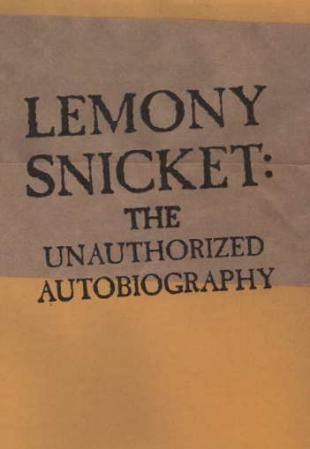 LEMONY
SNICKET:
THE
UNAUTHORIZED
AUTOBIOGRAPHY